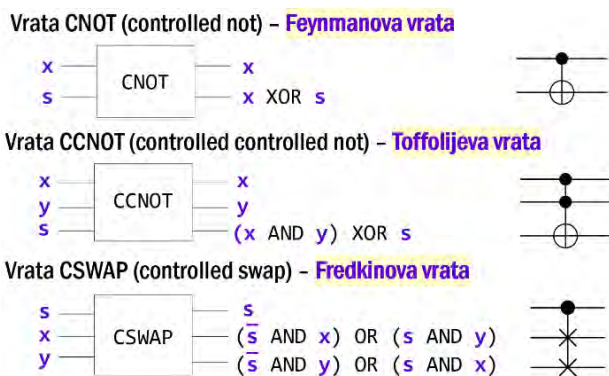 Vrata CNOT (controlled not) – Feynmanova vrata
x CNOT x
s x XOR s
Vrata CCNOT (controlled controlled not) – Toffolijeva vrata
x x
y CCNOT y
s (x AND y) XOR s
Vrata CSWAP (controlled swap) – Fredkinova vrata
s s
x CSWAP (s̅ AND x) OR (s AND y)
y (s̅ AND y) OR (s AND x)